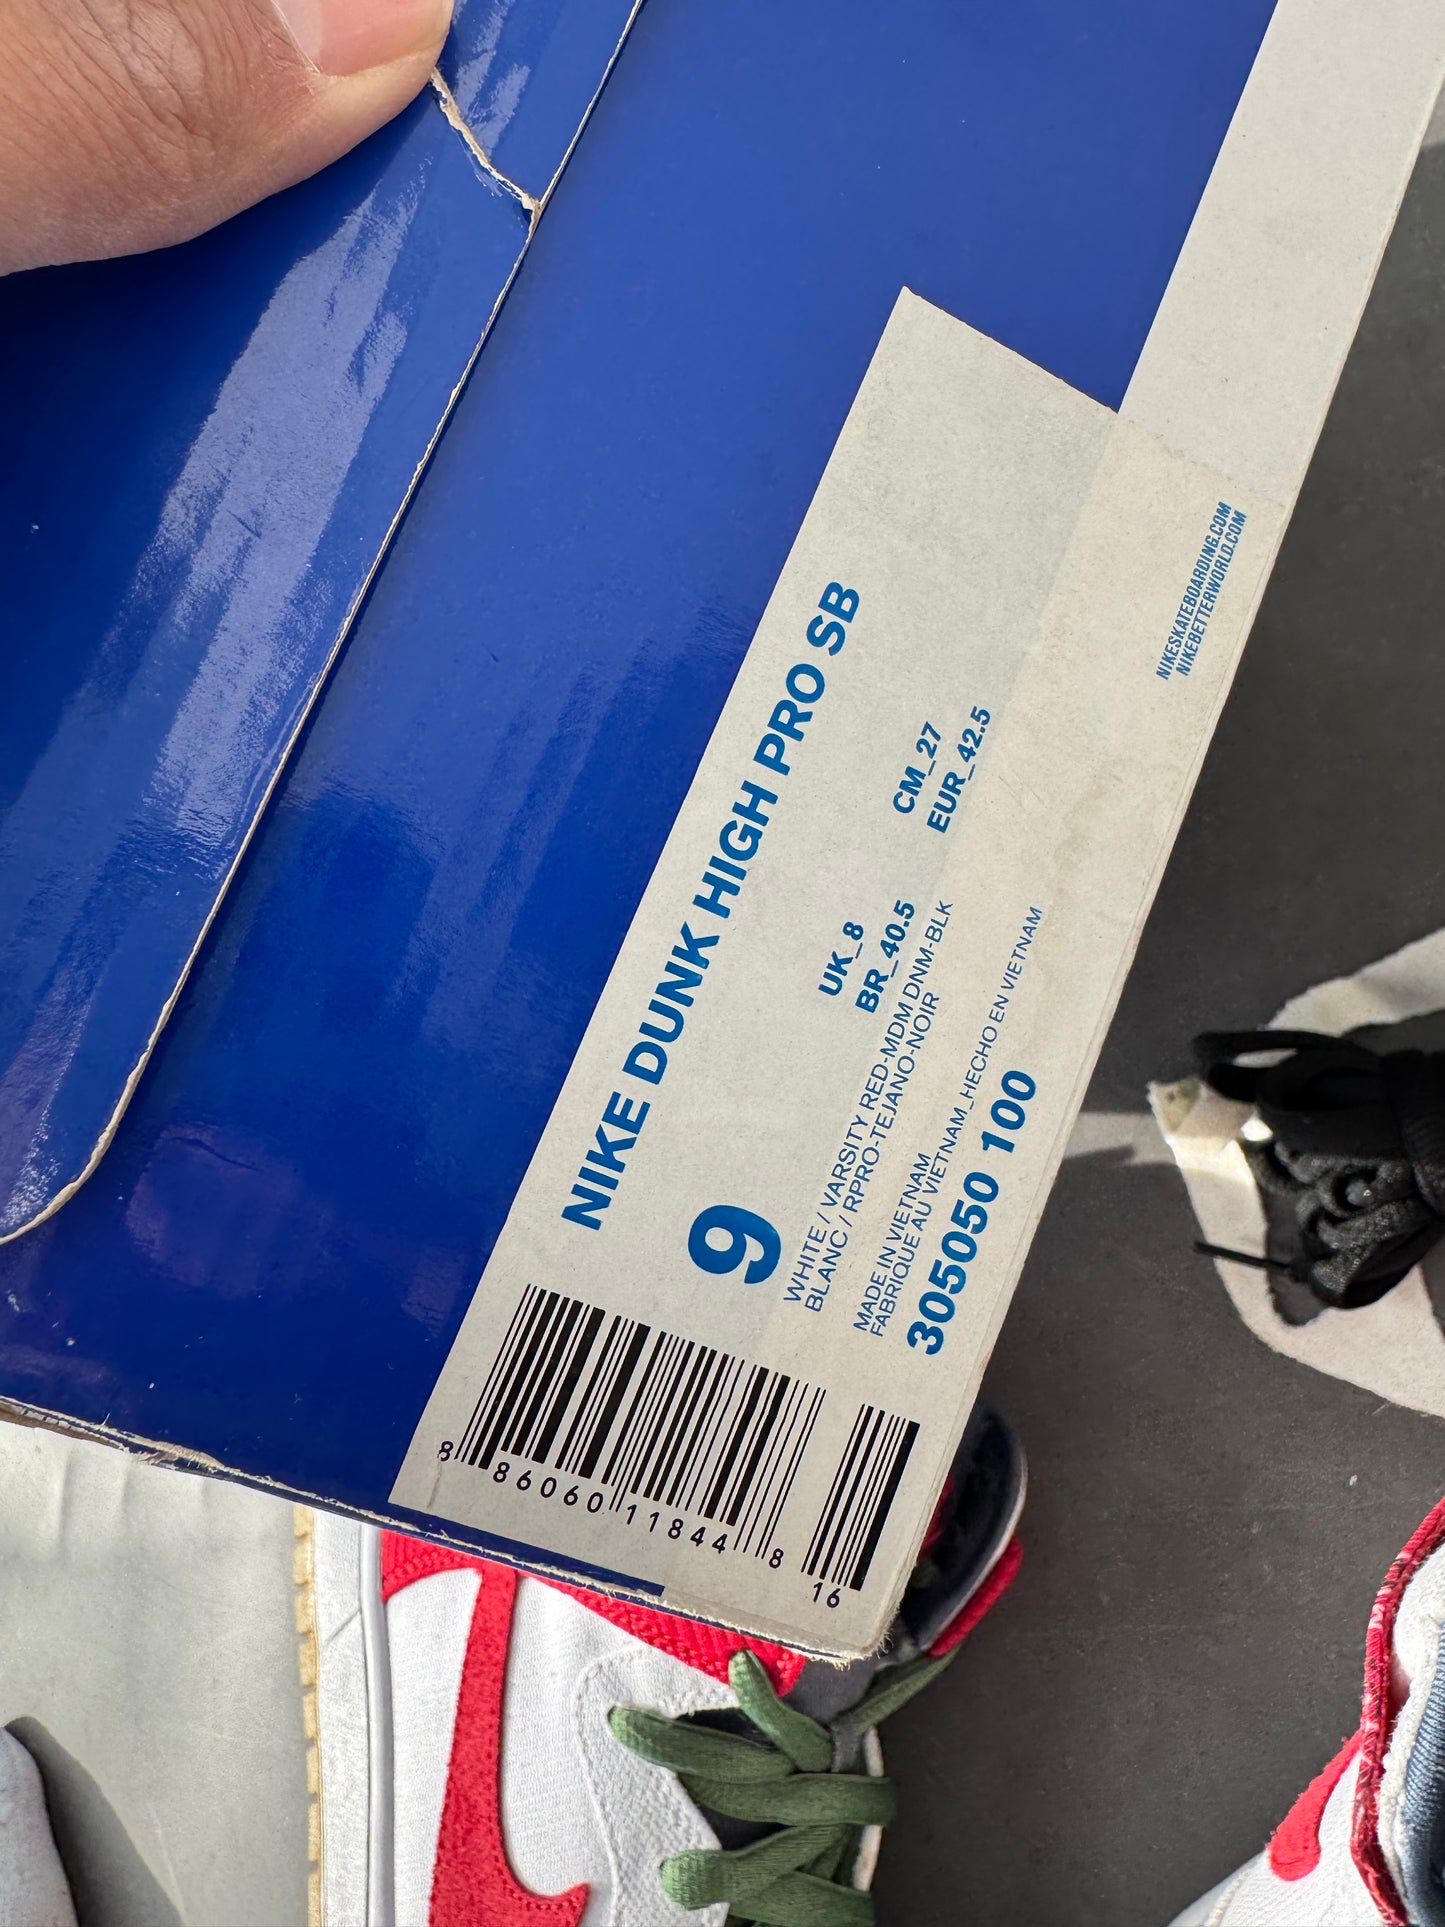 NIKE DUNK HIGH PRO SB
9
UK_8
CM_27
BR_40.5
EUR_42.5
WHITE / VARSITY RED-MDM DNM-BLK
BLANC / RPRO-TEJANO-NOIR
MADE IN VIETNAM
FABRIQUE AU VIETNAM_HECHO EN VIETNAM
305050 100
NIKESKATEBOARDING.COM
NIKEBETTERWORLD.COM
8 86060 11844 8 16